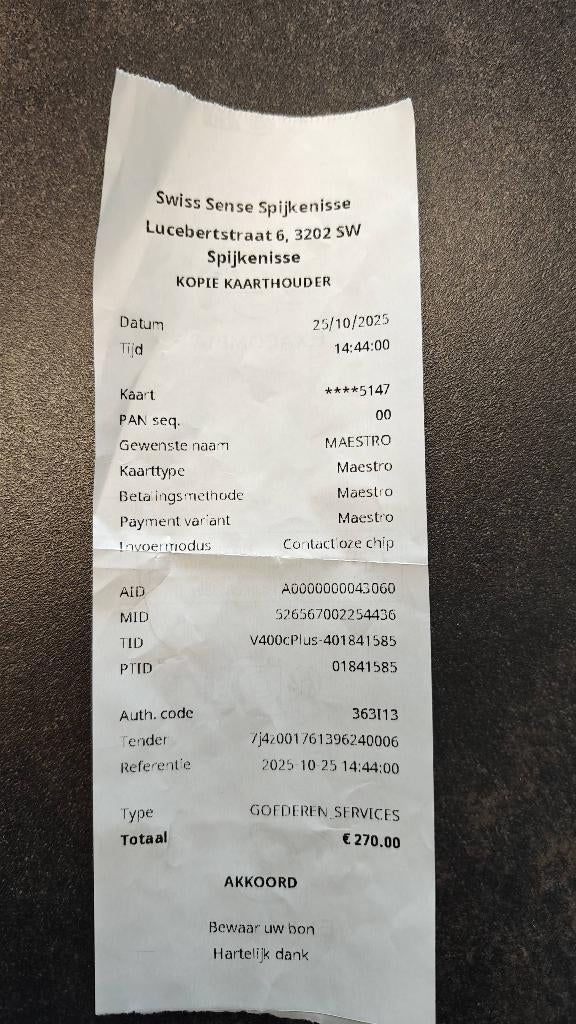 Swiss Sense Spijkenisse
Lucebertstraat 6, 3202 SW
Spijkenisse
KOPIE KAARTHOUDER
Datum 25/10/2025
Tijd 14:44:00
Kaart ****5147
PAN seq. 00
Gewenste naam MAESTRO
Kaarttype Maestro
Betalingsmethode Maestro
Payment variant Maestro
Invoermodus Contactloze chip
AID A0000000043060
MID 526567002254436
TID V400cPlus-401841585
PTID 01841585
Auth. code 363I13
Tender 7j4z001761396240006
Referentie 2025-10-25 14:44:00
Type GOEDEREN_SERVICES
Totaal € 270.00
AKKOORD
Bewaar uw bon
Hartelijk dank